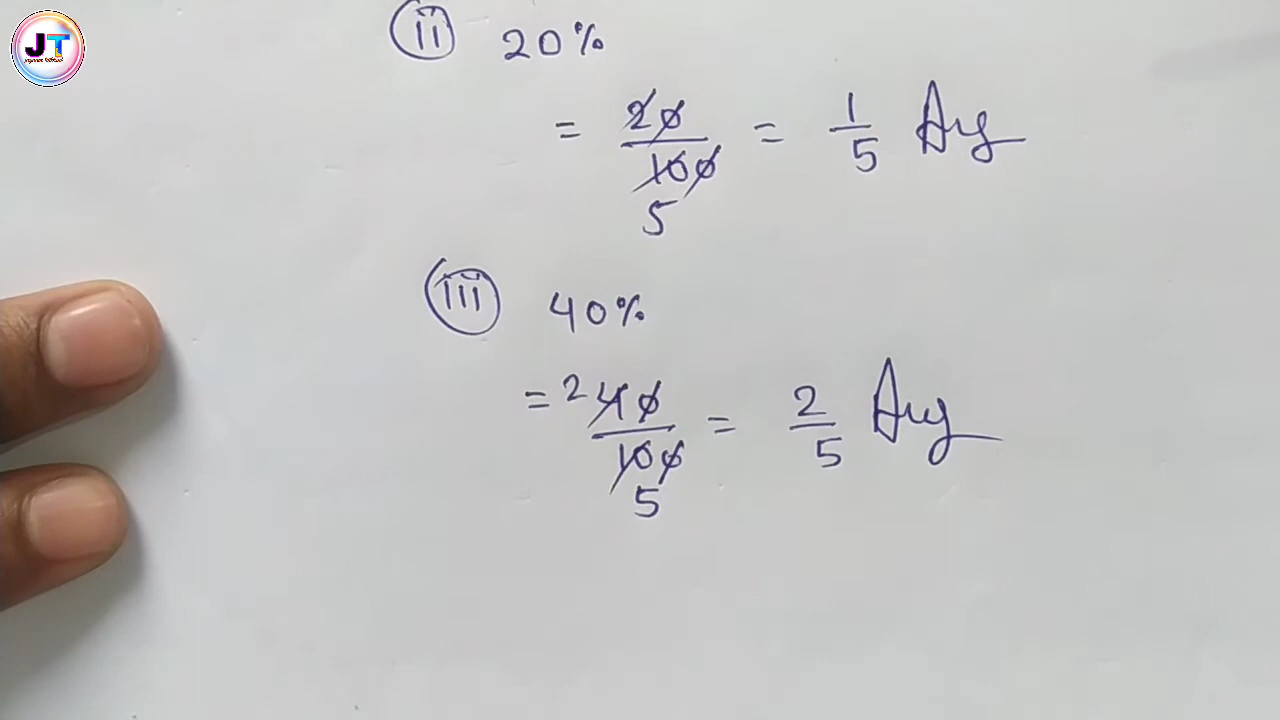 JT
ii 20%
= 20/100 = 1/5 Ans
5
iii 40%
= 2 40/100 = 2/5 Ans
5